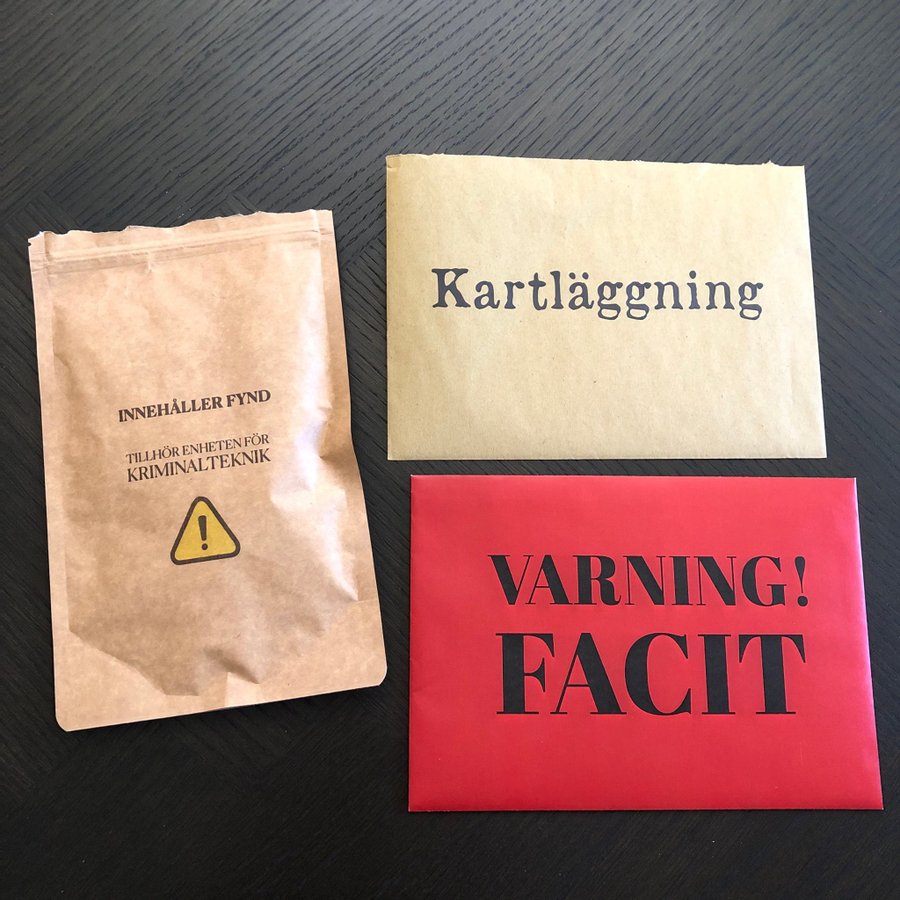 INNEHÅLLER FYND
TILLHÖR ENHETEN FÖR
KRIMINALTEKNIK
!
Kartläggning
VARNING!
FACIT